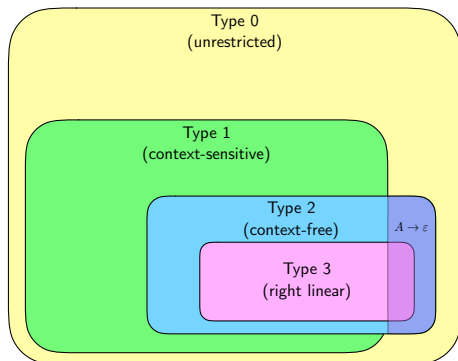 Type 0
(unrestricted)
Type 1
(context-sensitive)
Type 2
(context-free)
A → ε
Type 3
(right linear)